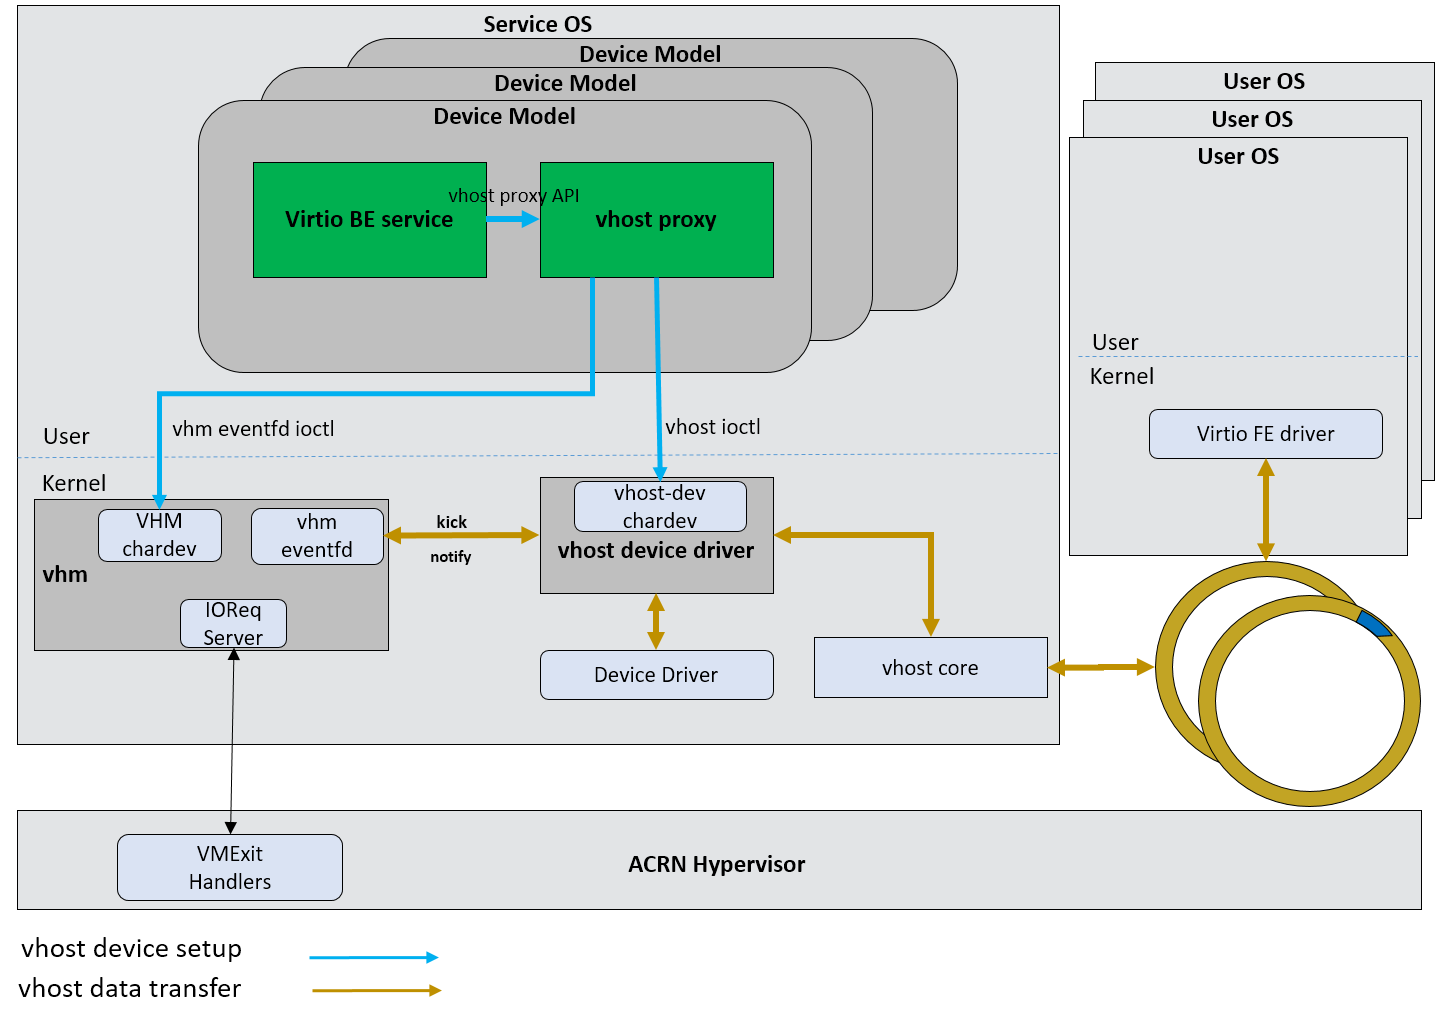 Service OS
Device Model
Device Model
Device Model
Virtio BE service
vhost proxy API
vhost proxy
User OS
User OS
User OS
User
Kernel
Virtio FE driver
vhm eventfd ioctl
vhost ioctl
User
Kernel
VHM
chardev
vhm
eventfd
vhm
IOReq
Server
kick
notify
vhost-dev
chardev
vhost device driver
Device Driver
vhost core
VMExit
Handlers
ACRN Hypervisor
vhost device setup
vhost data transfer